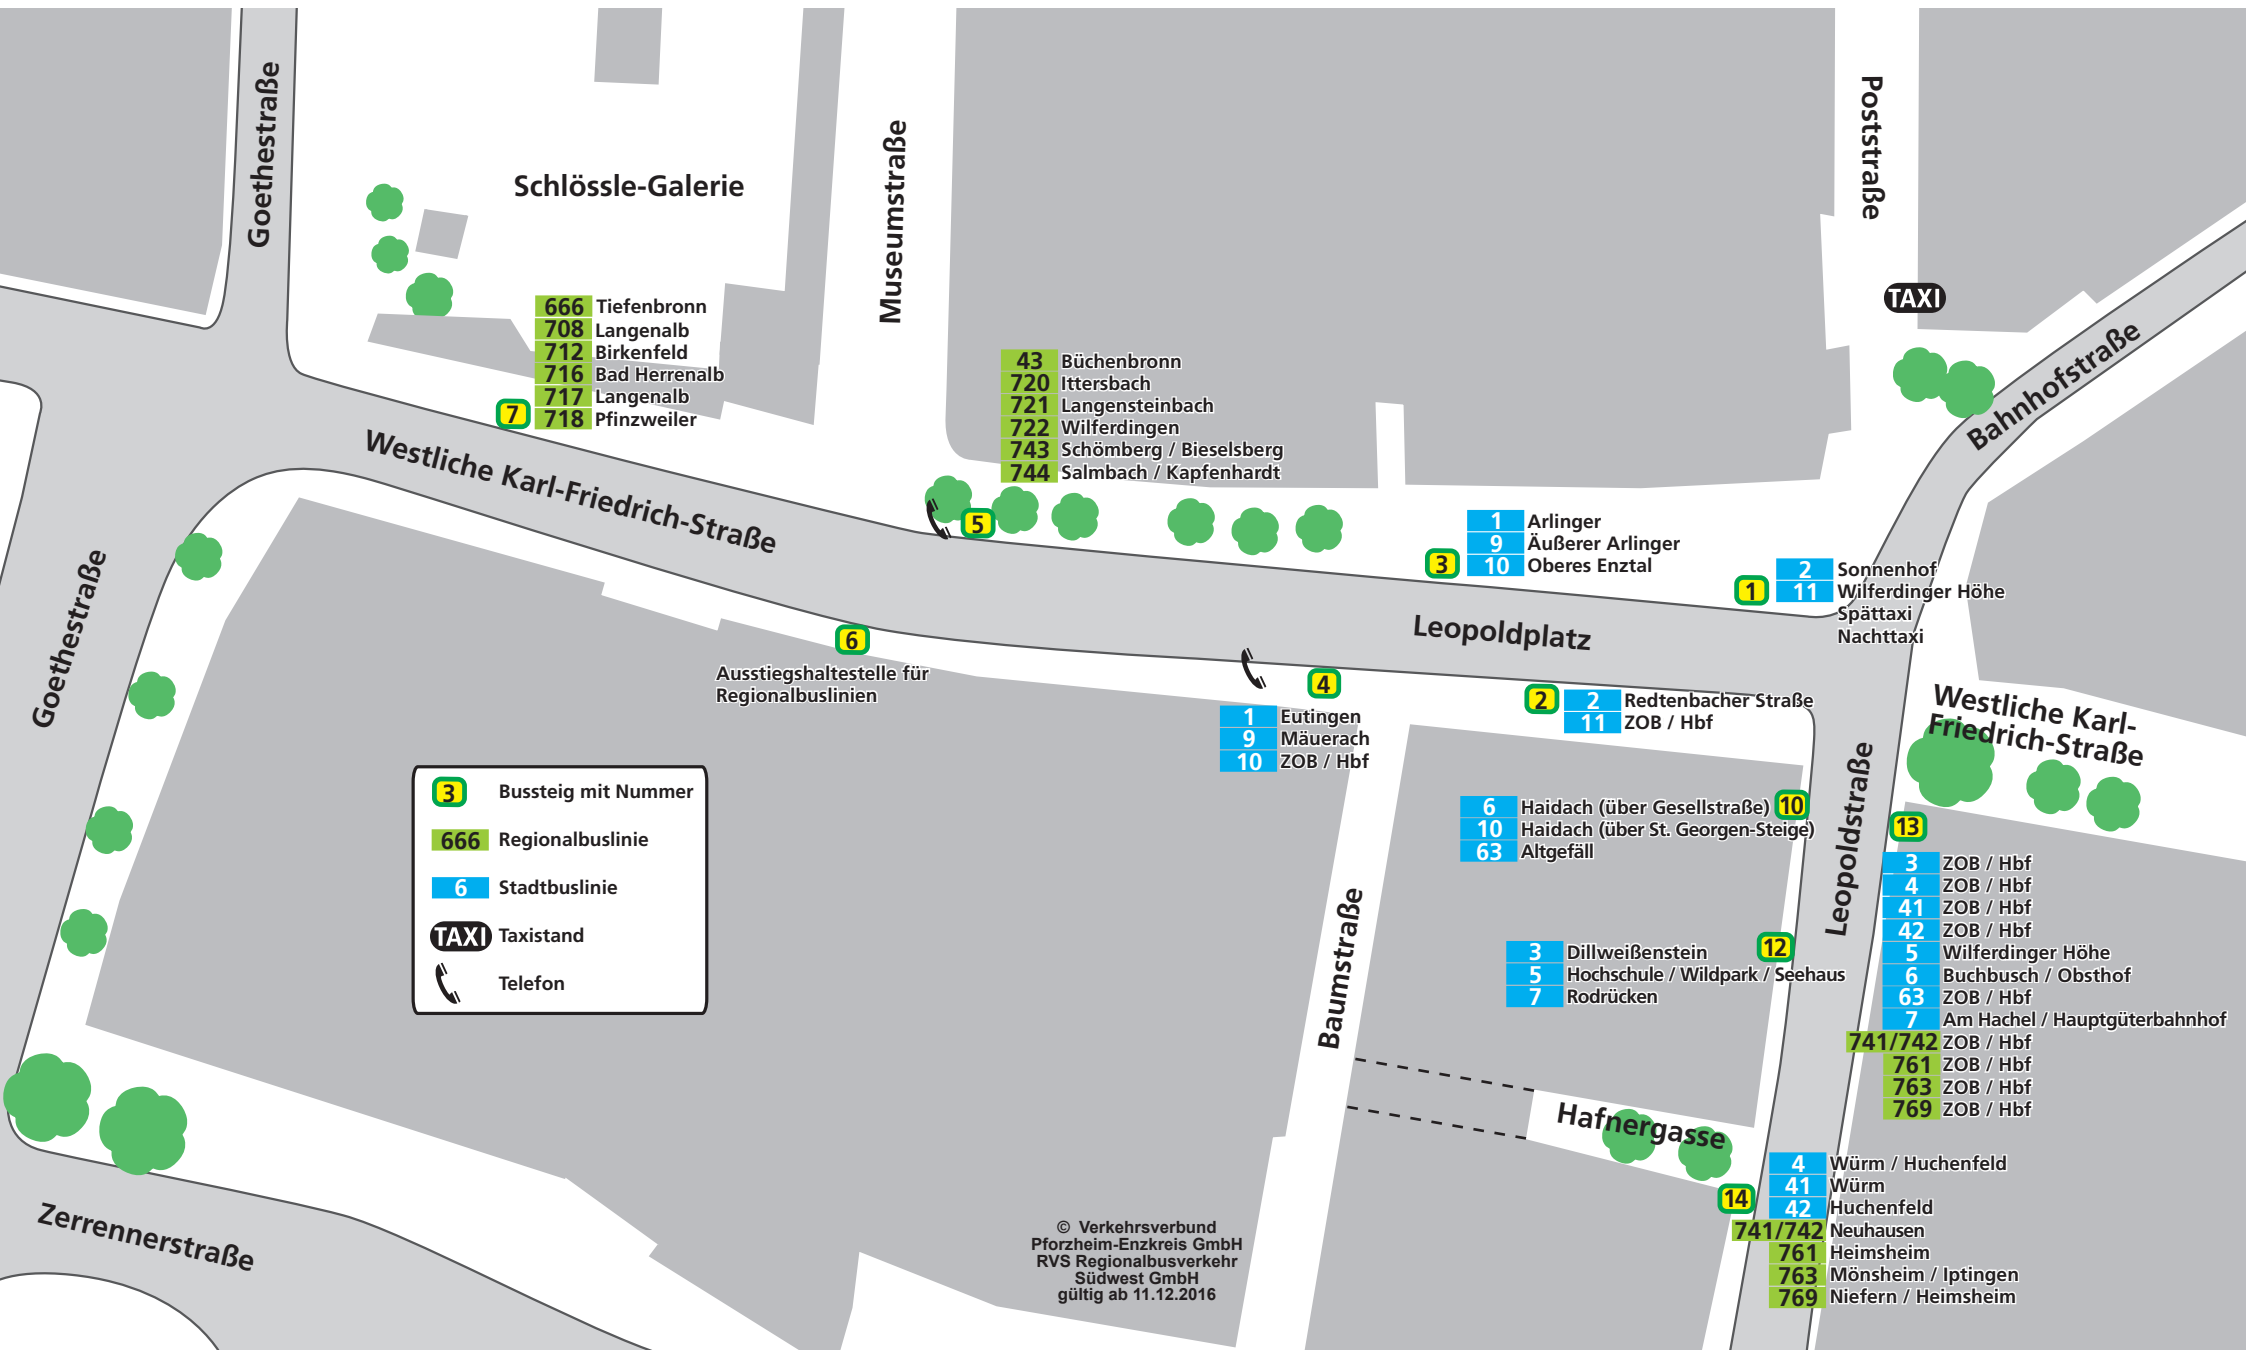 Goethestraße
Schlössle-Galerie
Museumstraße
Poststraße
TAXI
Bahnhofstraße
666 Tiefenbronn
708 Langenalb
712 Birkenfeld
716 Bad Herrenalb
717 Langenalb
718 Pfinzweiler
7
Westliche Karl-Friedrich-Straße
43 Büchenbronn
720 Ittersbach
721 Langensteinbach
722 Wilferdingen
743 Schömberg / Bieselsberg
744 Salmbach / Kapfenhardt
5
1 Arlinger
9 Äußerer Arlinger
10 Oberes Enztal
3
1
2 Sonnenhof
11 Wilferdinger Höhe
Spättaxi
Nachttaxi
Leopoldplatz
6
Ausstiegshaltestelle für
Regionalbuslinien
4
1 Eutingen
9 Mäuerach
10 ZOB / Hbf
2
2 Redtenbacher Straße
11 ZOB / Hbf
Westliche Karl-
Friedrich-Straße
Goethestraße
3 Bussteig mit Nummer
666 Regionalbuslinie
6 Stadtbuslinie
TAXI Taxistand
Telefon
6 Haidach (über Gesellstraße)
10 Haidach (über St. Georgen-Steige)
63 Altgefäll
10
Leopoldstraße
13
3 ZOB / Hbf
4 ZOB / Hbf
41 ZOB / Hbf
42 ZOB / Hbf
5 Wilferdinger Höhe
6 Buchbusch / Obsthof
63 ZOB / Hbf
7 Am Hachel / Hauptgüterbahnhof
741/742 ZOB / Hbf
761 ZOB / Hbf
763 ZOB / Hbf
769 ZOB / Hbf
12
3 Dillweißenstein
5 Hochschule / Wildpark / Seehaus
7 Rodrücken
Baumstraße
Hafnergasse
14
4 Würm / Huchenfeld
41 Würm
42 Huchenfeld
741/742 Neuhausen
761 Heimsheim
763 Mönsheim / Iptingen
769 Niefern / Heimsheim
Zerrennerstraße
© Verkehrsverbund
Pforzheim-Enzkreis GmbH
RVS Regionalbusverkehr
Südwest GmbH
gültig ab 11.12.2016